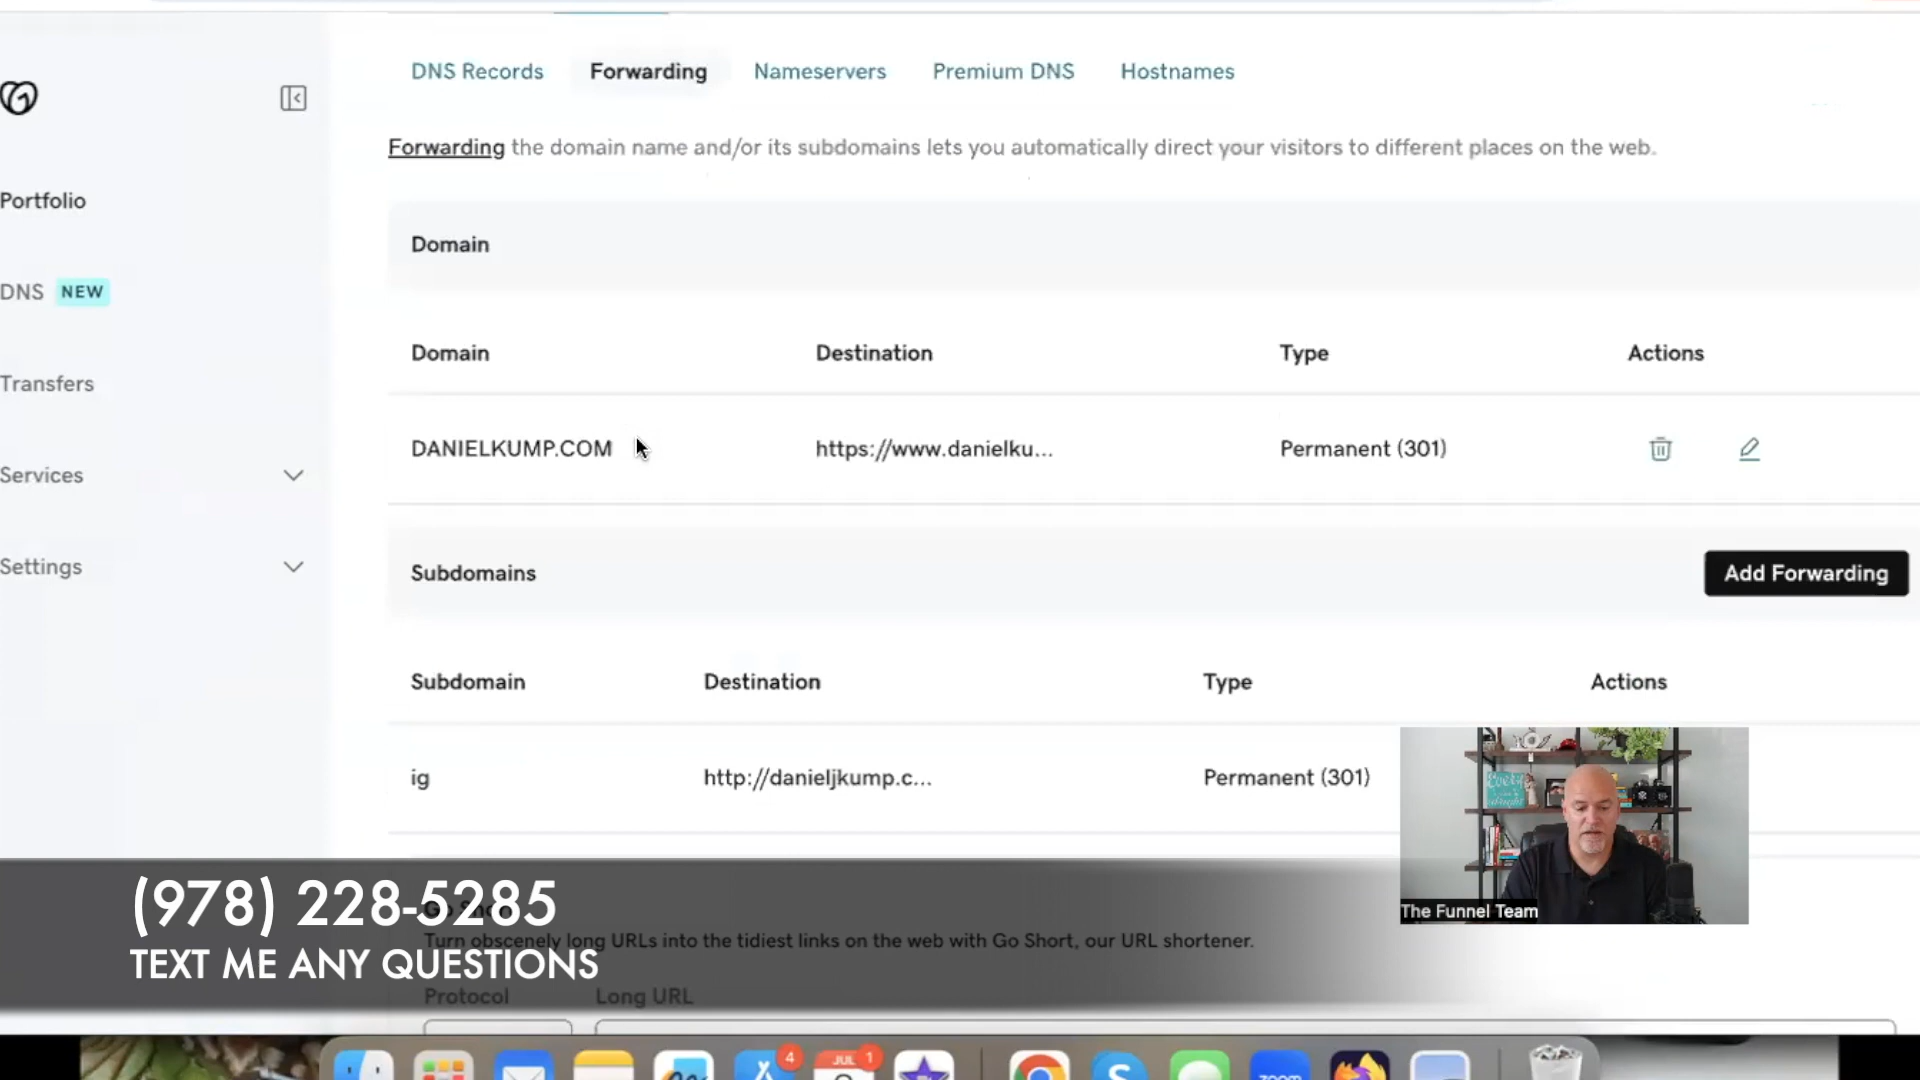 DNS Records
Forwarding
Nameservers
Premium DNS
Hostnames
Forwarding the domain name and/or its subdomains lets you automatically direct your visitors to different places on the web.
Portfolio
DNS NEW
Transfers
Services
Settings
Domain
Domain Destination Type Actions
DANIELKUMP.COM https://www.danielku... Permanent (301)
Subdomains Add Forwarding
Subdomain Destination Type Actions
ig http://danieljkump.c... Permanent (301)
The Funnel Team
(978) 228-5285
Turn obscenely long URLs into the tidiest links on the web with Go Short, our URL shortener.
TEXT ME ANY QUESTIONS
Protocol Long URL
4
JUL 1
zoom